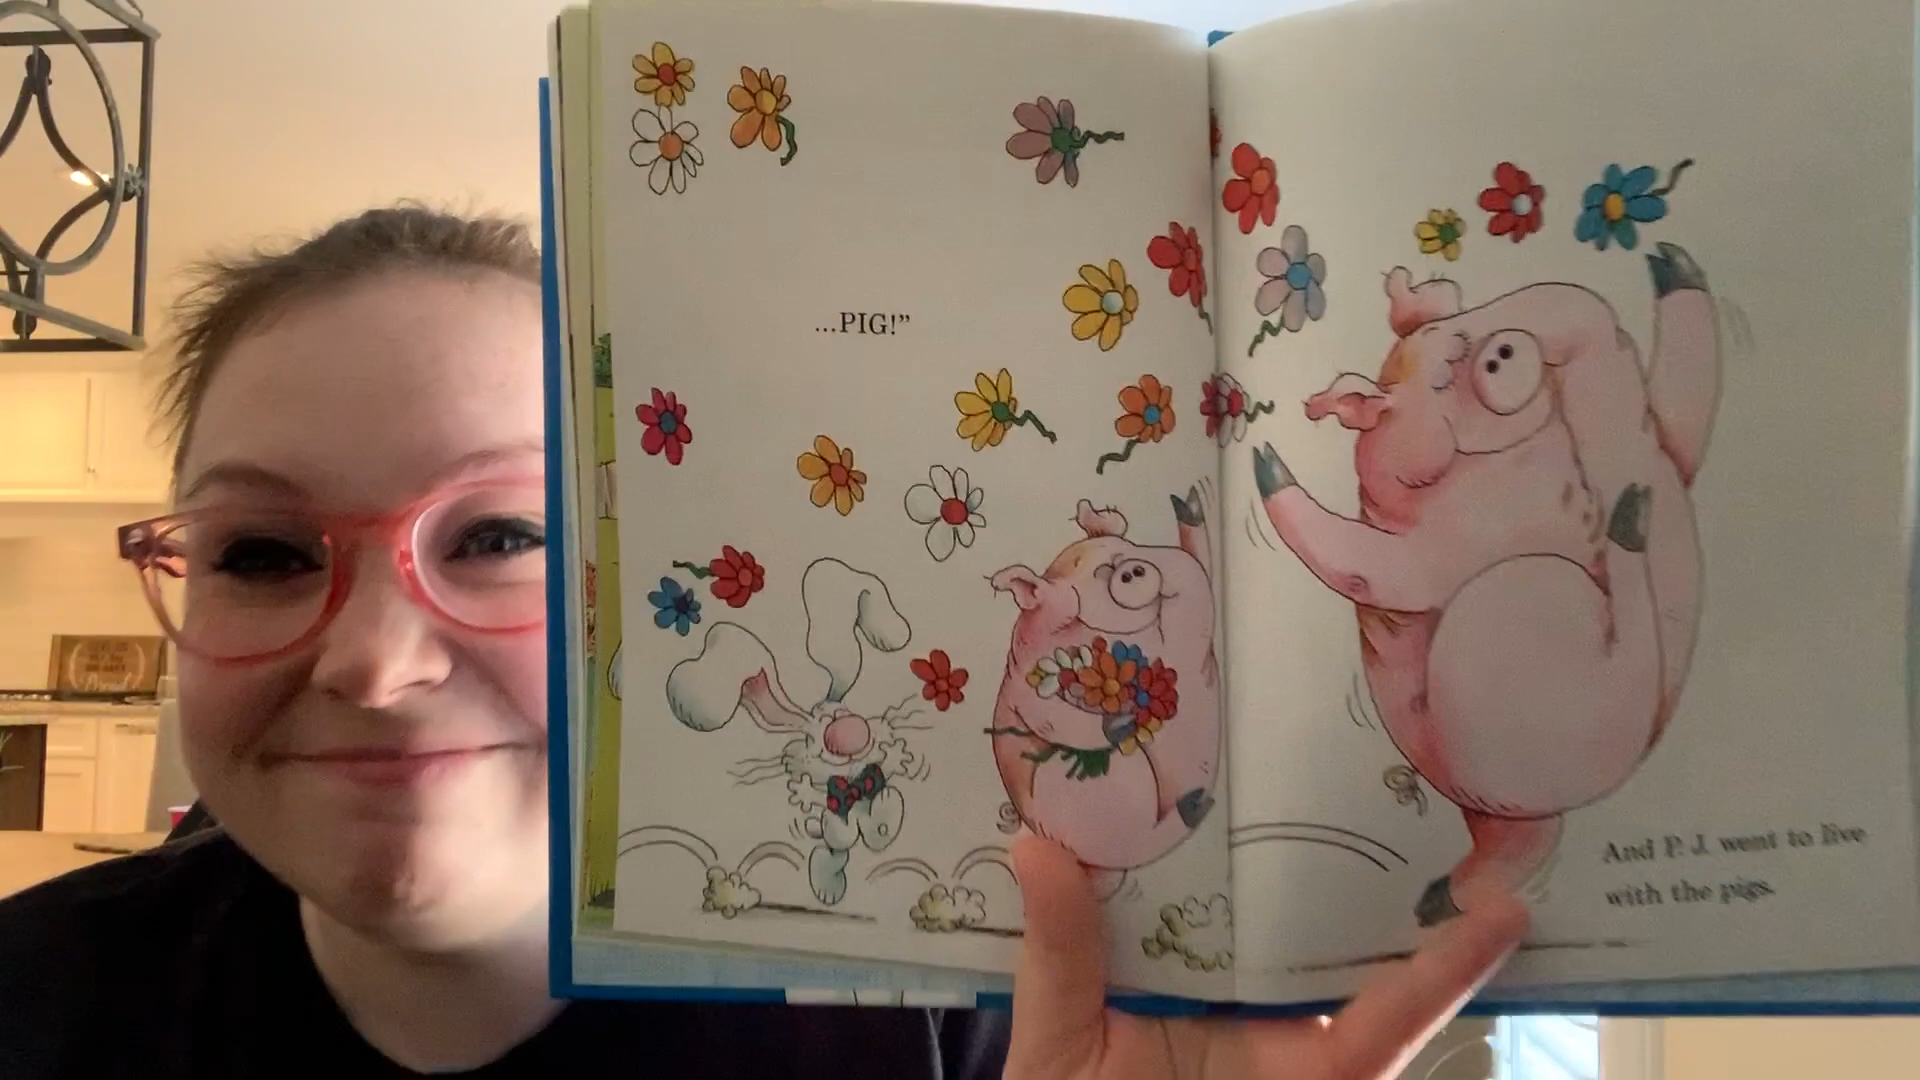 ...PIG!”
And P. J. went to live
with the pigs.